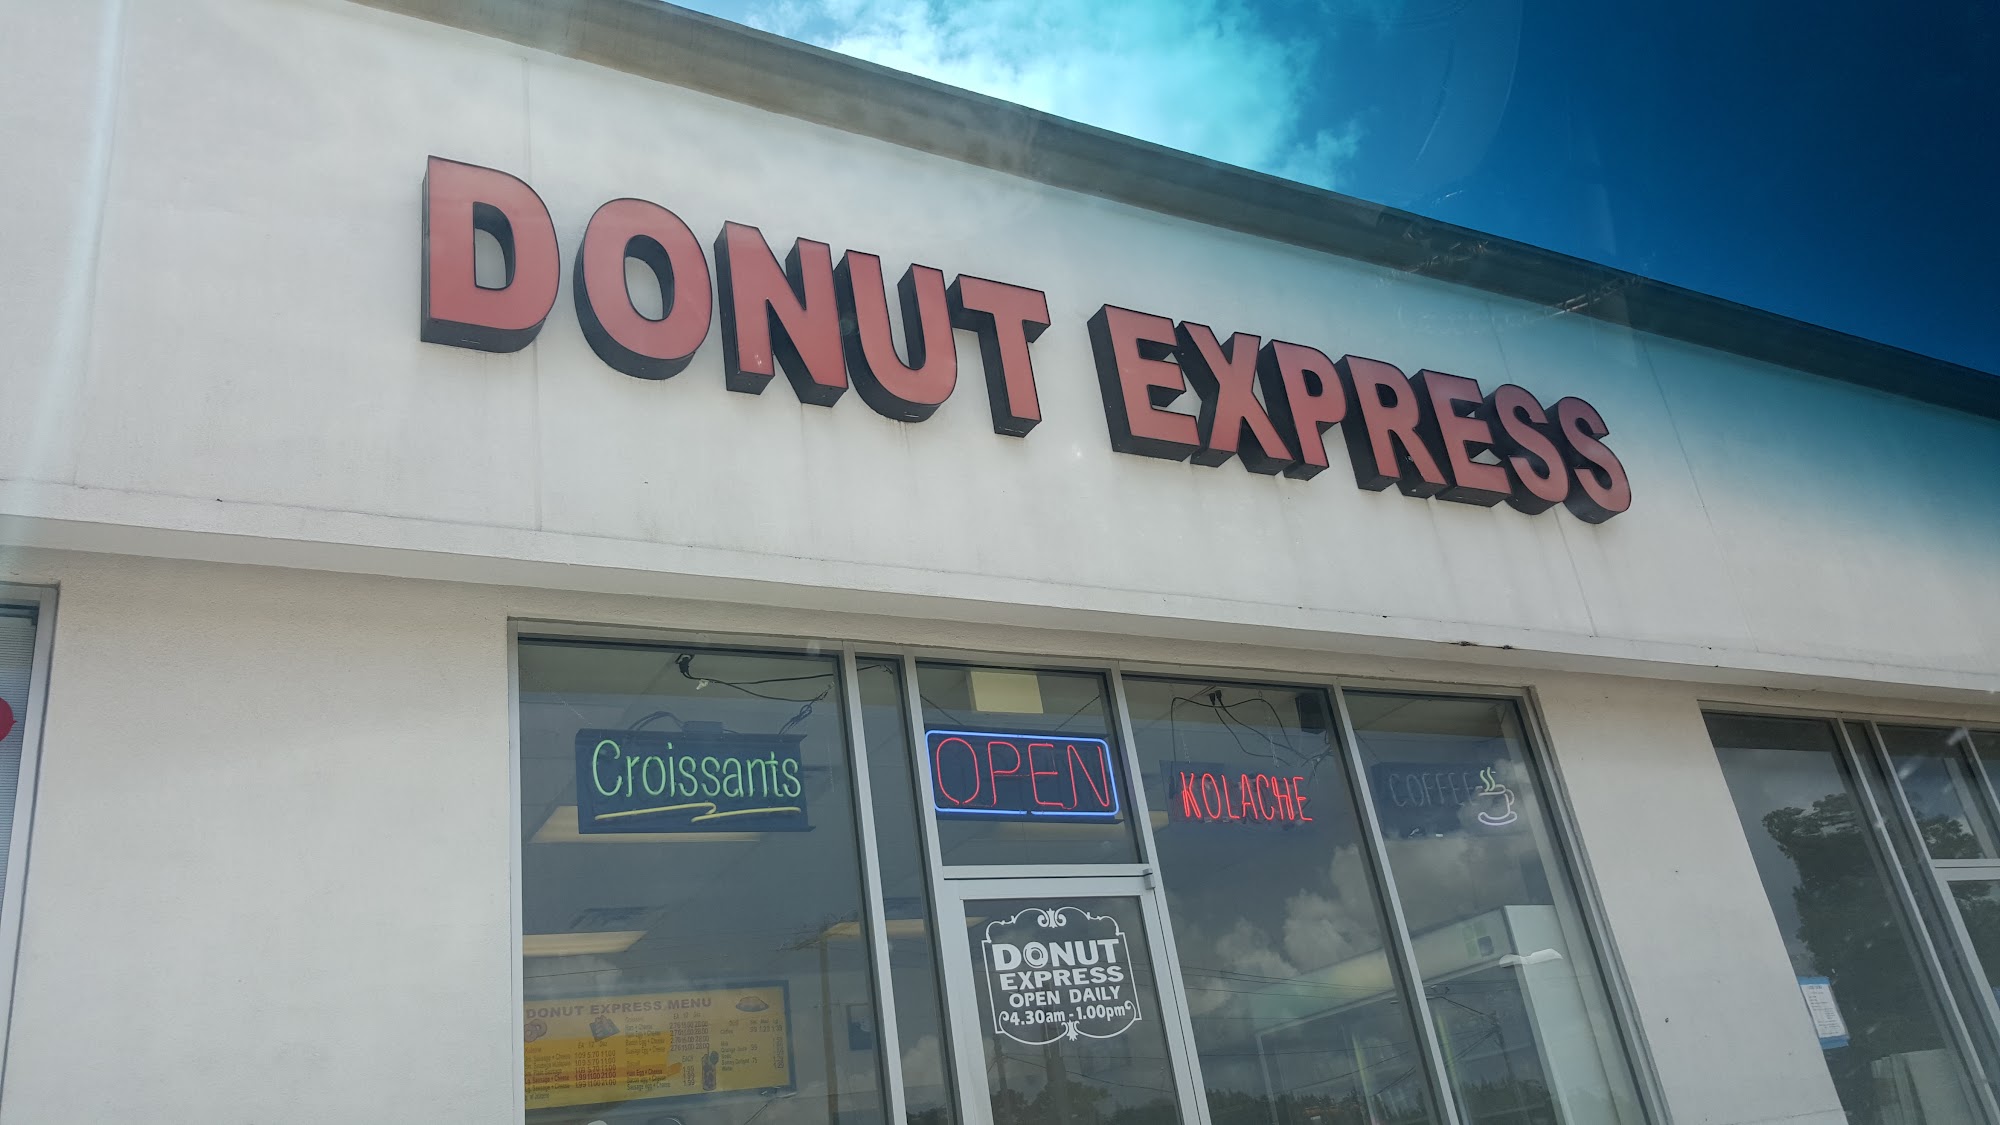 DONUT EXPRESS
Croissants
OPEN
KOLACHE
COFFEE
DONUT
EXPRESS
OPEN DAILY
4.30am - 1.00pm
DONUT EXPRESS MENU